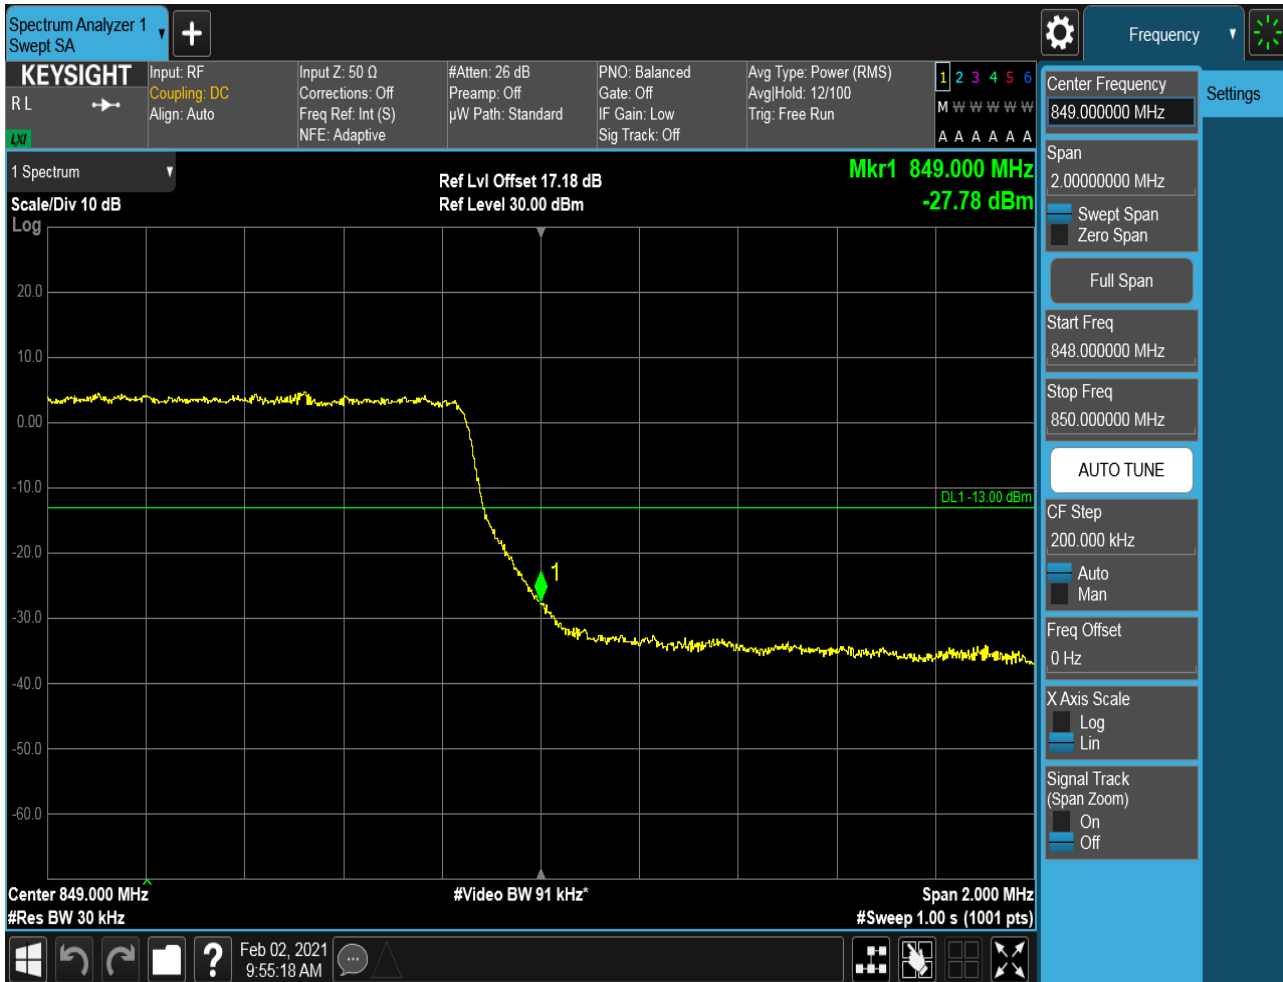 Spectrum Analyzer 1
Swept SA
+
Frequency
KEYSIGHT
R L
LXI
Input: RF
Coupling: DC
Align: Auto
Input Z: 50 Ω
Corrections: Off
Freq Ref: Int (S)
NFE: Adaptive
#Atten: 26 dB
Preamp: Off
µW Path: Standard
PNO: Balanced
Gate: Off
IF Gain: Low
Sig Track: Off
Avg Type: Power (RMS)
Avg|Hold: 12/100
Trig: Free Run
1 2 3 4 5 6
M W W W W W
A A A A A A
1 Spectrum
Scale/Div 10 dB
Log
Ref Lvl Offset 17.18 dB
Ref Level 30.00 dBm
Mkr1 849.000 MHz
-27.78 dBm
20.0
10.0
0.00
-10.0
-20.0
-30.0
-40.0
-50.0
-60.0
DL1 -13.00 dBm
1
Center 849.000 MHz
#Res BW 30 kHz
#Video BW 91 kHz*
Span 2.000 MHz
#Sweep 1.00 s (1001 pts)
Center Frequency
849.000000 MHz
Span
2.00000000 MHz
Swept Span
Zero Span
Full Span
Start Freq
848.000000 MHz
Stop Freq
850.000000 MHz
AUTO TUNE
CF Step
200.000 kHz
Auto
Man
Freq Offset
0 Hz
X Axis Scale
Log
Lin
Signal Track
(Span Zoom)
On
Off
Settings
?
Feb 02, 2021
9:55:18 AM